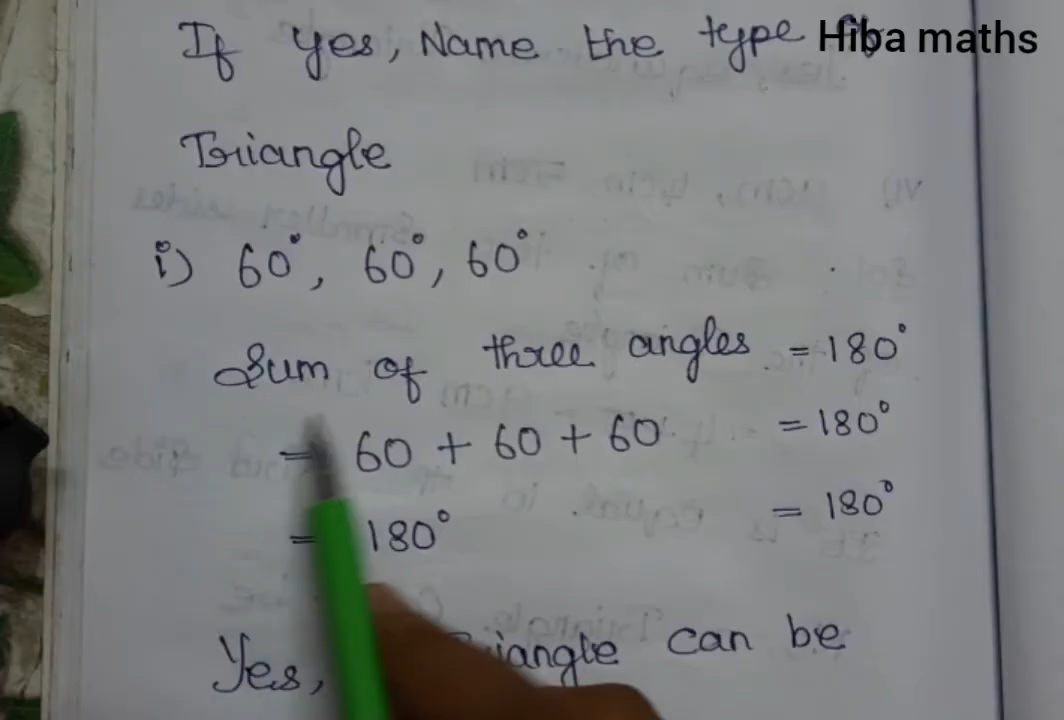 If yes, Name the type
Hiba maths
Triangle
i) 60°, 60°, 60°
Sum of three angles = 180°
= 60 + 60 + 60 = 180°
= 180° = 180°
Yes, can be